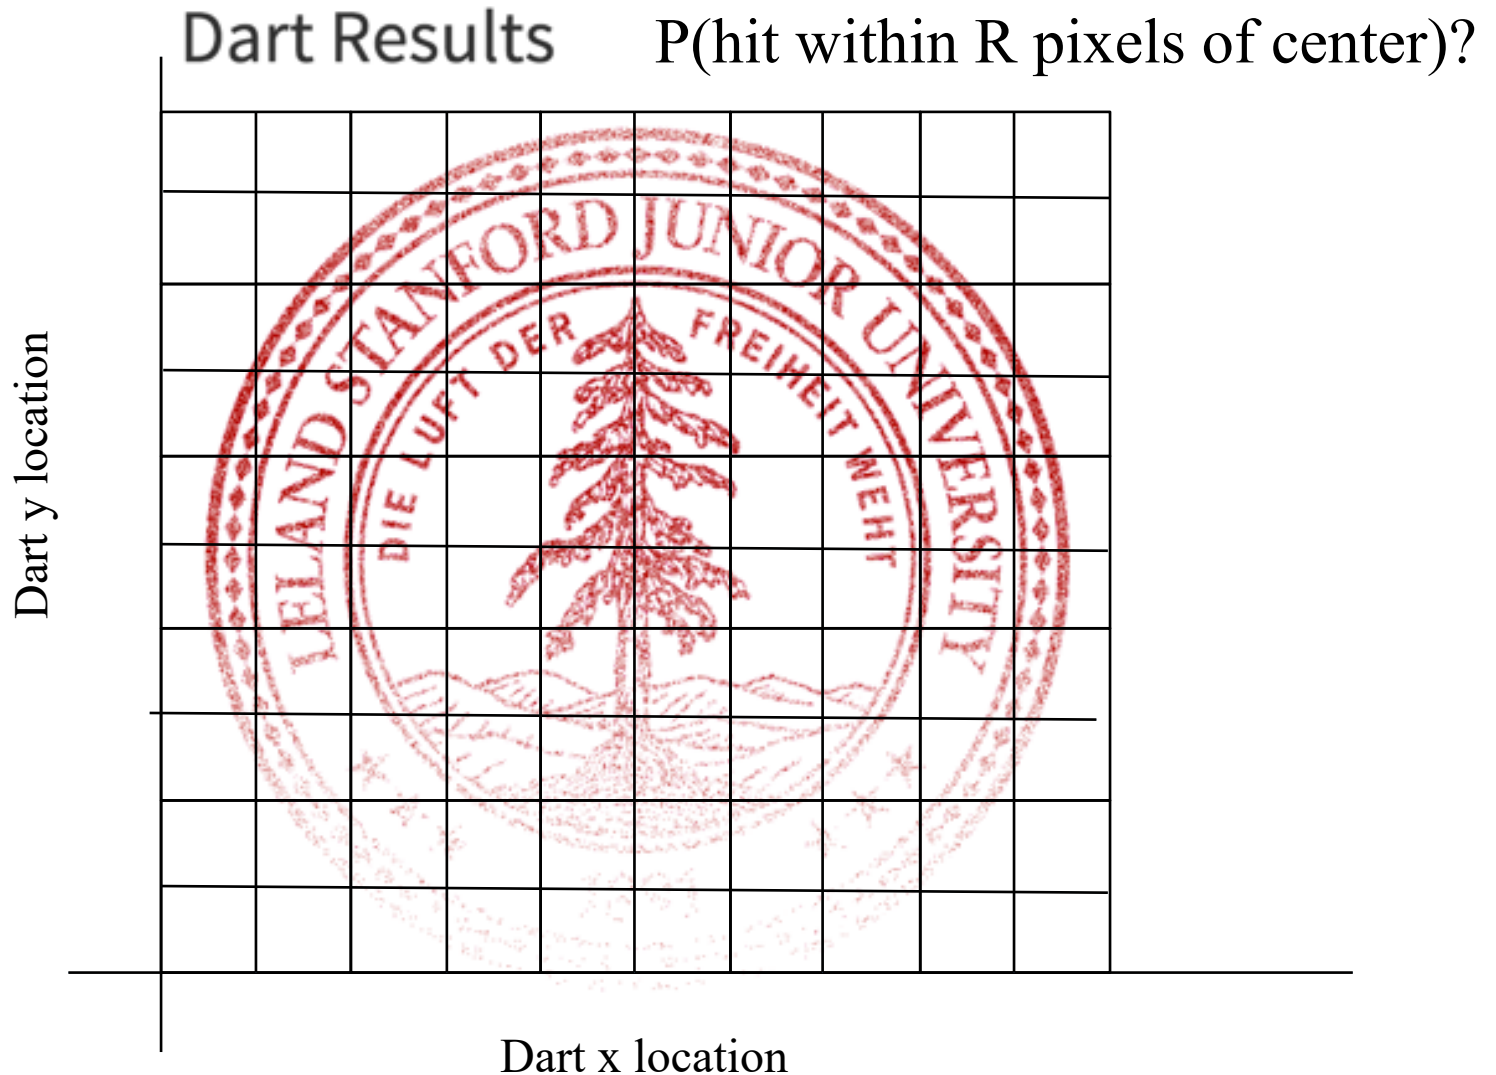 Dart Results
P(hit within R pixels of center)?
LELAND STANFORD JUNIOR UNIVERSITY
DIE LUFT DER FREIHEIT WEHT
Dart y location
Dart x location